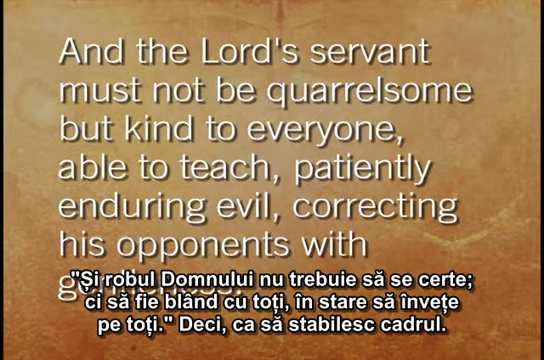 And the Lord's servant
must not be quarrelsome
but kind to everyone,
able to teach, patiently
enduring evil, correcting
his opponents with
"Și robul Domnului nu trebuie să se certe;
ci să fie blând cu toți, în stare să învețe
pe toți." Deci, ca să stabilesc cadrul.